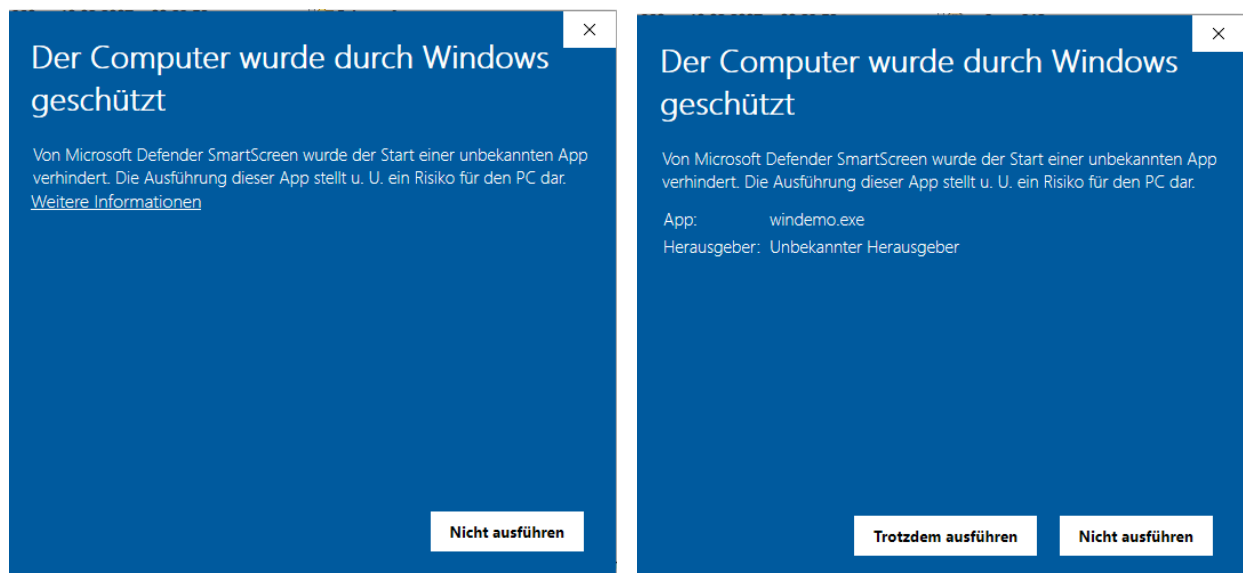 Der Computer wurde durch Windows
geschützt
Von Microsoft Defender SmartScreen wurde der Start einer unbekannten App
verhindert. Die Ausführung dieser App stellt u. U. ein Risiko für den PC dar.
Weitere Informationen
Nicht ausführen
Der Computer wurde durch Windows
geschützt
Von Microsoft Defender SmartScreen wurde der Start einer unbekannten App
verhindert. Die Ausführung dieser App stellt u. U. ein Risiko für den PC dar.
App: windemo.exe
Herausgeber: Unbekannter Herausgeber
Trotzdem ausführen Nicht ausführen